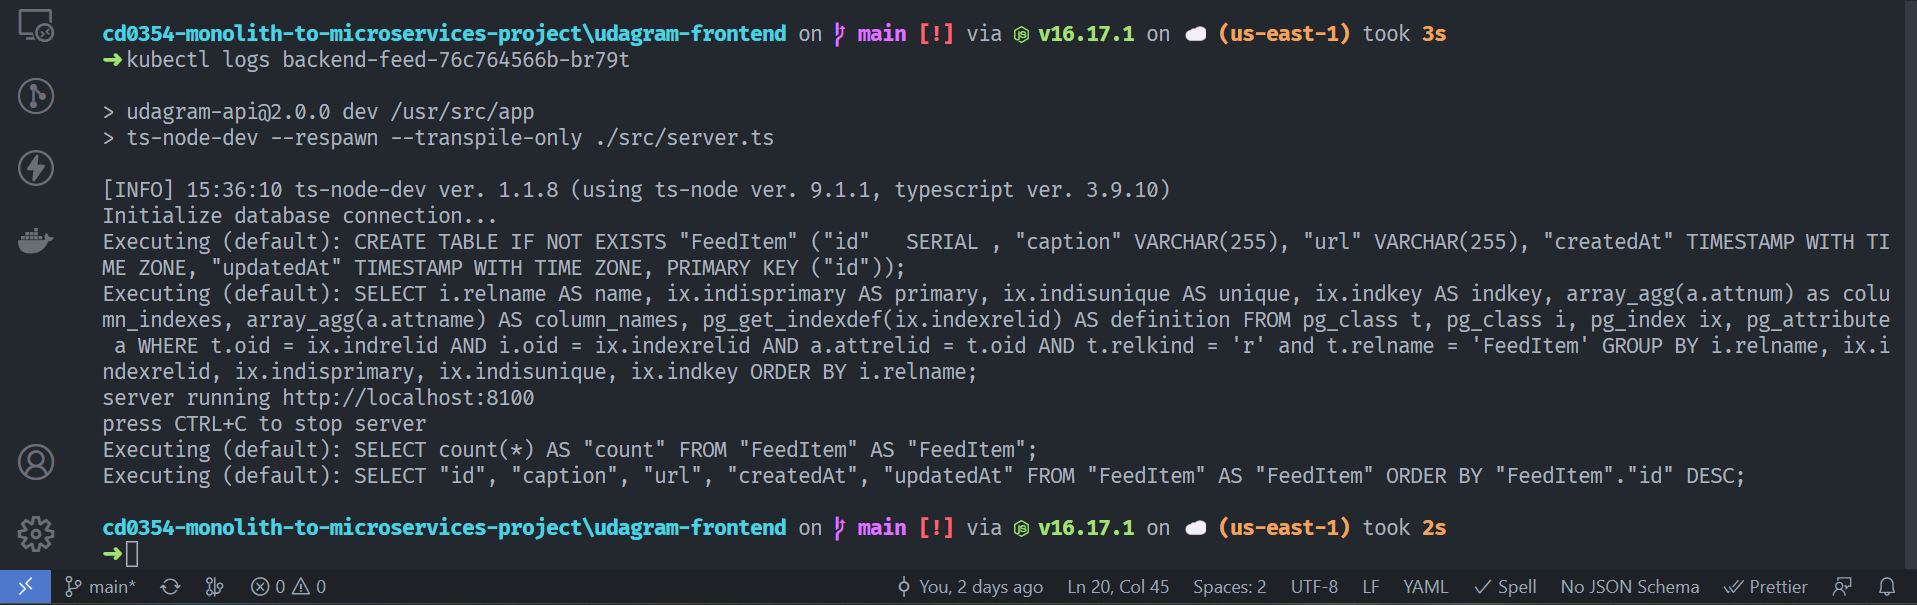 cd0354-monolith-to-microservices-project\udagram-frontend on main [!] via v16.17.1 on (us-east-1) took 3s
➜kubectl logs backend-feed-76c764566b-br79t
> udagram-api@2.0.0 dev /usr/src/app
> ts-node-dev --respawn --transpile-only ./src/server.ts
[INFO] 15:36:10 ts-node-dev ver. 1.1.8 (using ts-node ver. 9.1.1, typescript ver. 3.9.10)
Initialize database connection...
Executing (default): CREATE TABLE IF NOT EXISTS "FeedItem" ("id"   SERIAL , "caption" VARCHAR(255), "url" VARCHAR(255), "createdAt" TIMESTAMP WITH TI
ME ZONE, "updatedAt" TIMESTAMP WITH TIME ZONE, PRIMARY KEY ("id"));
Executing (default): SELECT i.relname AS name, ix.indisprimary AS primary, ix.indisunique AS unique, ix.indkey AS indkey, array_agg(a.attnum) as colu
mn_indexes, array_agg(a.attname) AS column_names, pg_get_indexdef(ix.indexrelid) AS definition FROM pg_class t, pg_class i, pg_index ix, pg_attribute
 a WHERE t.oid = ix.indrelid AND i.oid = ix.indexrelid AND a.attrelid = t.oid AND t.relkind = 'r' and t.relname = 'FeedItem' GROUP BY i.relname, ix.i
ndexrelid, ix.indisprimary, ix.indisunique, ix.indkey ORDER BY i.relname;
server running http://localhost:8100
press CTRL+C to stop server
Executing (default): SELECT count(*) AS "count" FROM "FeedItem" AS "FeedItem";
Executing (default): SELECT "id", "caption", "url", "createdAt", "updatedAt" FROM "FeedItem" AS "FeedItem" ORDER BY "FeedItem"."id" DESC;
cd0354-monolith-to-microservices-project\udagram-frontend on main [!] via v16.17.1 on (us-east-1) took 2s
➜
main* 0 0 You, 2 days ago Ln 20, Col 45 Spaces: 2 UTF-8 LF YAML Spell No JSON Schema Prettier